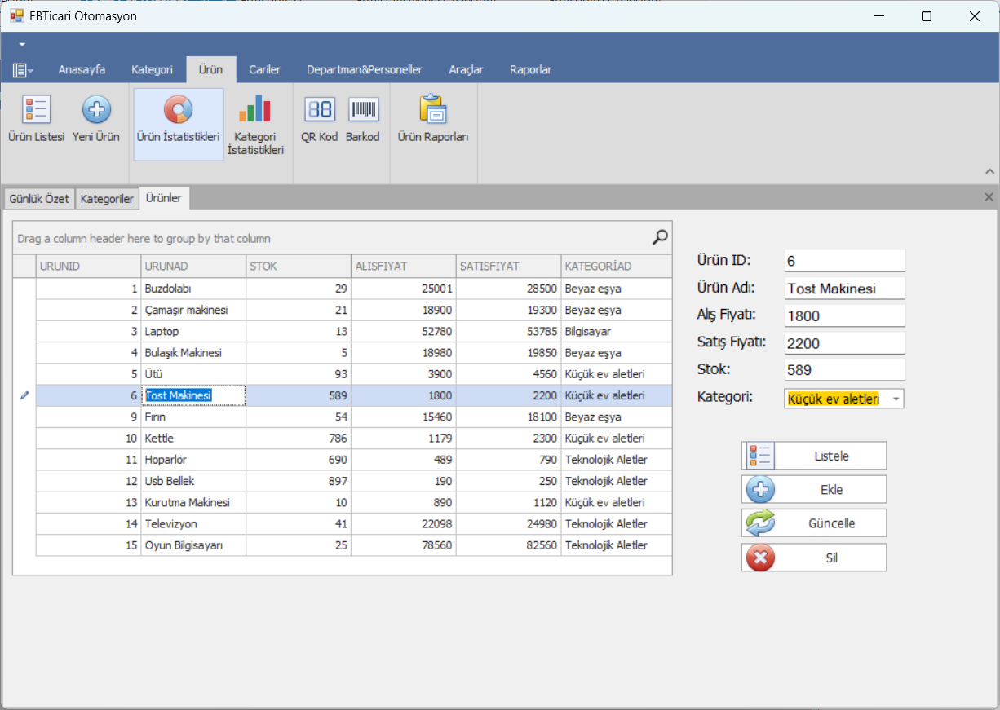 EBTicari Otomasyon
Anasayfa Kategori Ürün Cariler Departman&Personeller Araçlar Raporlar
Ürün Listesi Yeni Ürün Ürün İstatistikleri Kategori İstatistikleri QR Kod Barkod Ürün Raporları
Günlük Özet Kategoriler Ürünler
Drag a column header here to group by that column
URUNID URUNAD STOK ALISFIYAT SATISFIYAT KATEGORİAD
1 Buzdolabı 29 25001 28500 Beyaz eşya
2 Çamaşır makinesi 21 18900 19300 Beyaz eşya
3 Laptop 13 52780 53785 Bilgisayar
4 Bulaşık Makinesi 5 18980 19850 Beyaz eşya
5 Ütü 93 3900 4560 Küçük ev aletleri
6 Tost Makinesi 589 1800 2200 Küçük ev aletleri
9 Fırın 54 15460 18100 Beyaz eşya
10 Kettle 786 1179 2300 Küçük ev aletleri
11 Hoparlör 690 489 790 Teknolojik Aletler
12 Usb Bellek 897 190 250 Teknolojik Aletler
13 Kurutma Makinesi 10 890 1120 Küçük ev aletleri
14 Televizyon 41 22098 24980 Teknolojik Aletler
15 Oyun Bilgisayarı 25 78560 82560 Teknolojik Aletler
Ürün ID: 6
Ürün Adı: Tost Makinesi
Alış Fiyatı: 1800
Satış Fiyatı: 2200
Stok: 589
Kategori: Küçük ev aletleri
Listele
Ekle
Güncelle
Sil